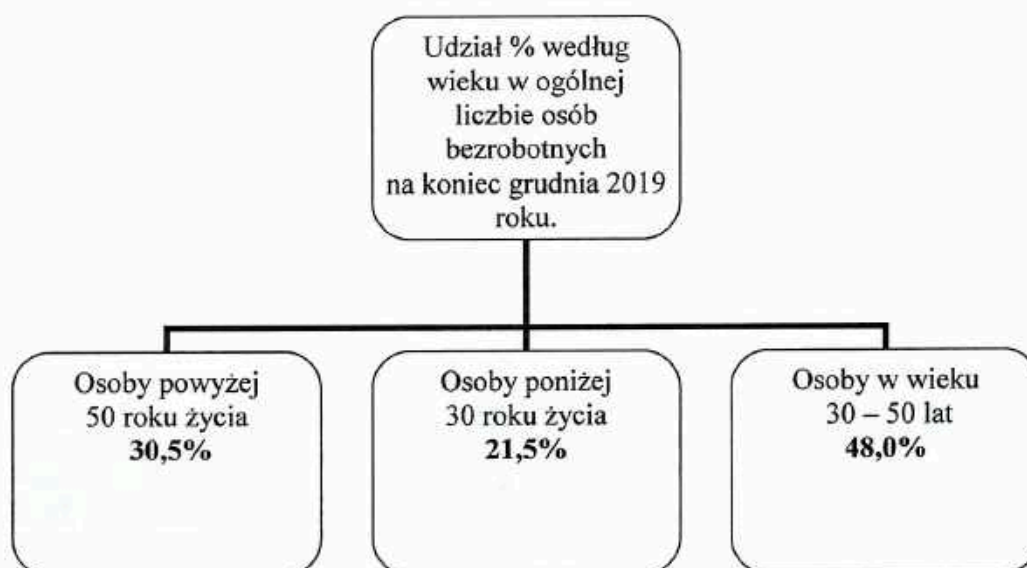 Udział % według
wieku w ogólnej
liczbie osób
bezrobotnych
na koniec grudnia 2019
roku.
Osoby powyżej
50 roku życia
30,5%
Osoby poniżej
30 roku życia
21,5%
Osoby w wieku
30 – 50 lat
48,0%